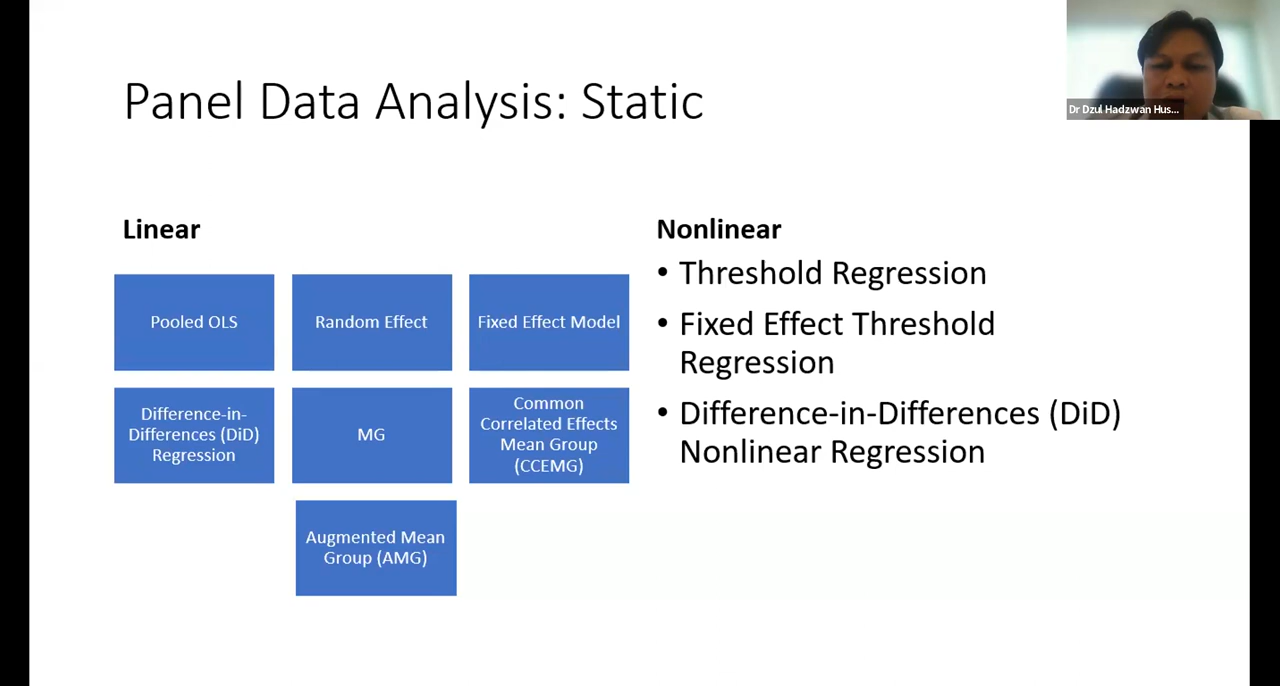 Panel Data Analysis: Static
Dr Dzul Hadzwan Hus...
Linear
Pooled OLS
Random Effect
Fixed Effect Model
Difference-in-
Differences (DiD)
Regression
MG
Common
Correlated Effects
Mean Group
(CCEMG)
Augmented Mean
Group (AMG)
Nonlinear
• Threshold Regression
• Fixed Effect Threshold
Regression
• Difference-in-Differences (DiD)
Nonlinear Regression